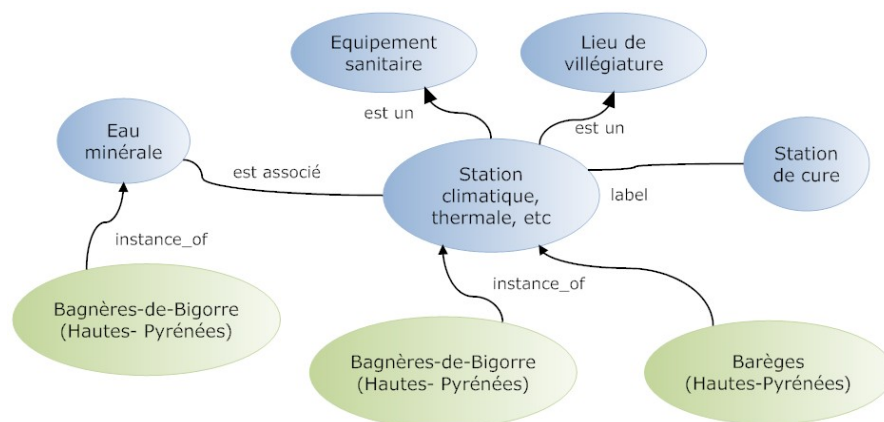 Equipement
sanitaire
Lieu de
villégiature
est un
est un
Eau
minérale
est associé
Station
climatique,
thermale, etc
label
Station
de cure
instance_of
instance_of
Bagnères-de-Bigorre
(Hautes- Pyrénées)
Bagnères-de-Bigorre
(Hautes- Pyrénées)
Barèges
(Hautes-Pyrénées)